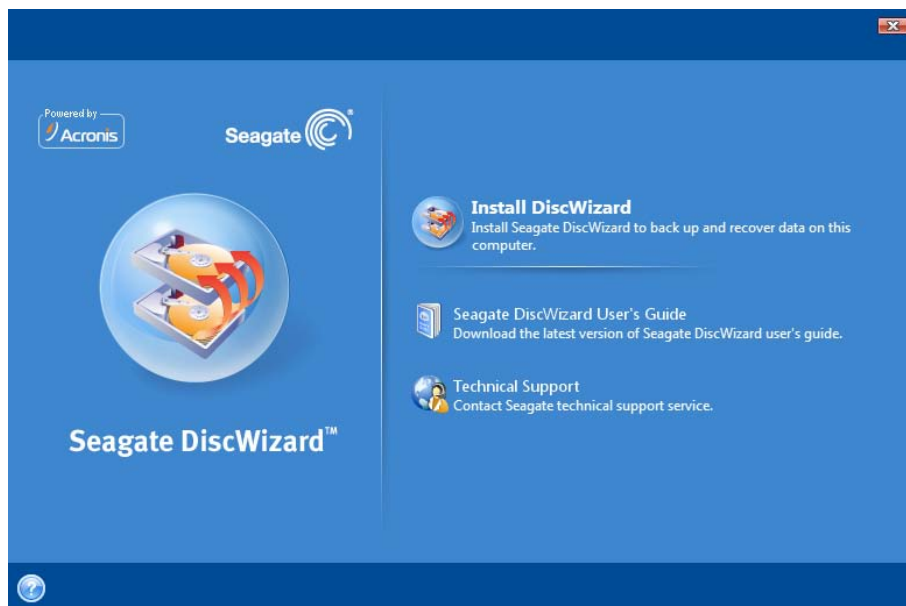 Powered by
Acronis
Seagate
Seagate DiscWizard™
Install DiscWizard
Install Seagate DiscWizard to back up and recover data on this
computer.
Seagate DiscWizard User's Guide
Download the latest version of Seagate DiscWizard user's guide.
Technical Support
Contact Seagate technical support service.
?